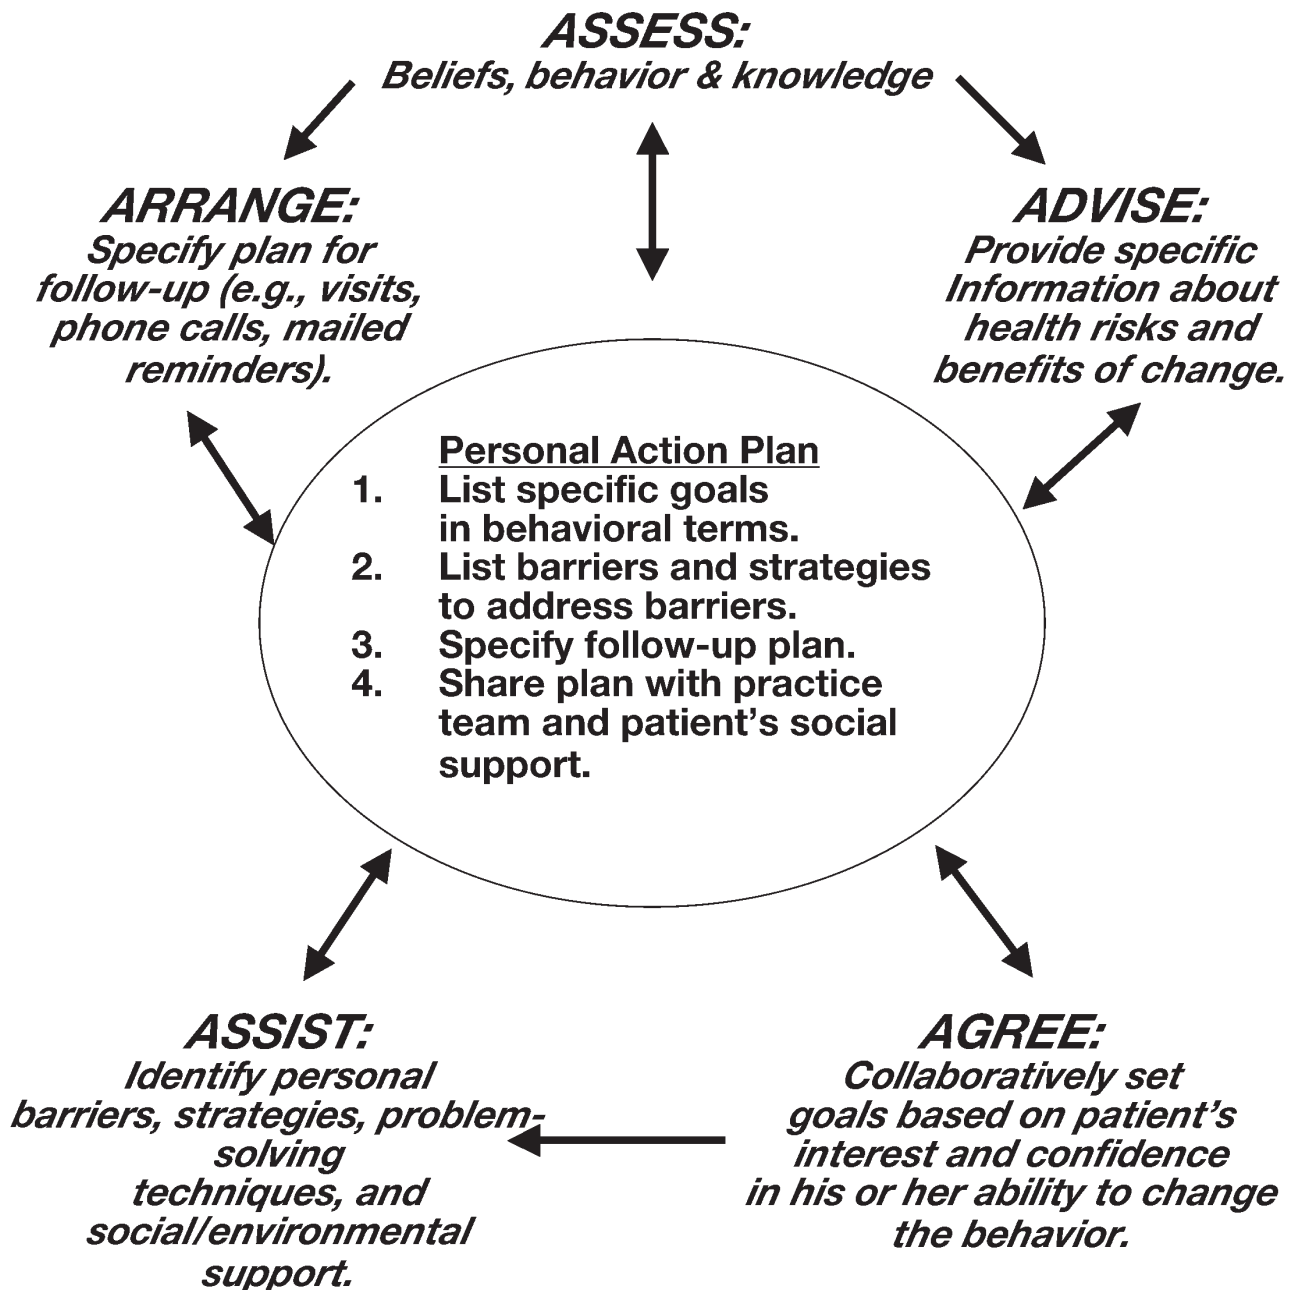 ASSESS:
Beliefs, behavior & knowledge
ARRANGE:
Specify plan for
follow-up (e.g., visits,
phone calls, mailed
reminders).
ADVISE:
Provide specific
Information about
health risks and
benefits of change.
Personal Action Plan
1. List specific goals
in behavioral terms.
2. List barriers and strategies
to address barriers.
3. Specify follow-up plan.
4. Share plan with practice
team and patient’s social
support.
ASSIST:
Identify personal
barriers, strategies, problem-
solving
techniques, and
social/environmental
support.
AGREE:
Collaboratively set
goals based on patient’s
interest and confidence
in his or her ability to change
the behavior.